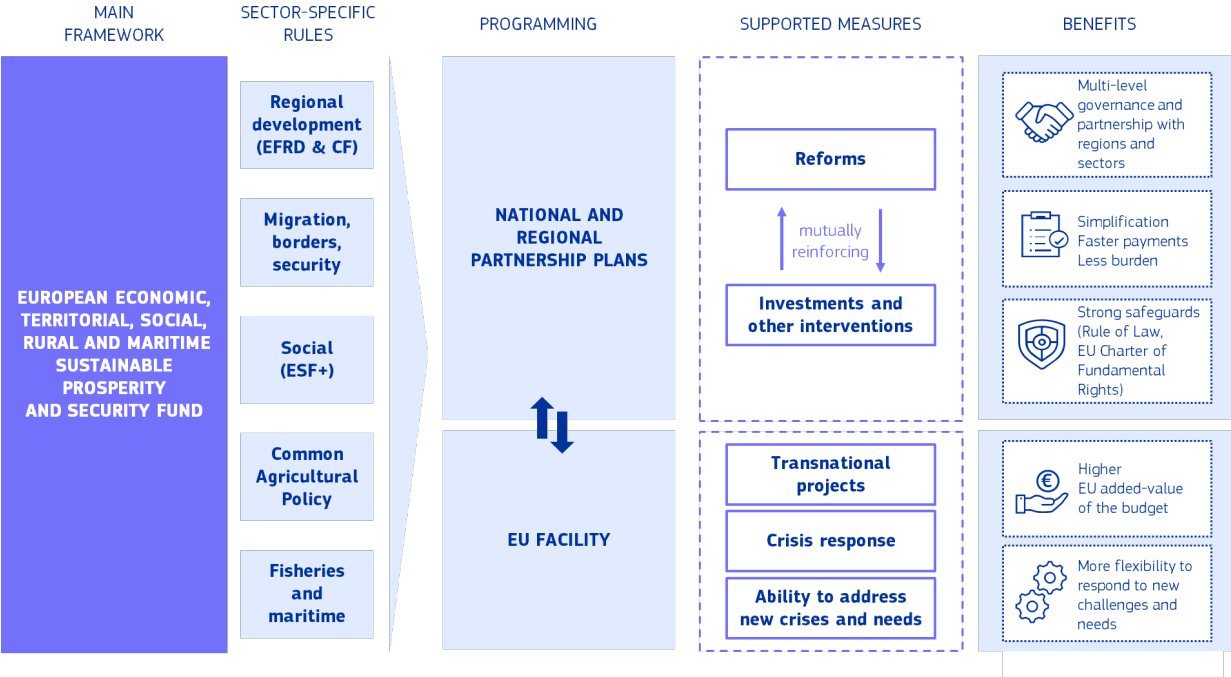 MAIN
FRAMEWORK
SECTOR-SPECIFIC
RULES
PROGRAMMING
SUPPORTED MEASURES
BENEFITS
EUROPEAN ECONOMIC,
TERRITORIAL, SOCIAL,
RURAL AND MARITIME
SUSTAINABLE
PROSPERITY
AND SECURITY FUND
Regional
development
(EFRD & CF)
Migration,
borders,
security
Social
(ESF+)
Common
Agricultural
Policy
Fisheries
and
maritime
NATIONAL AND
REGIONAL
PARTNERSHIP PLANS
EU FACILITY
Reforms
mutually
reinforcing
Investments and
other interventions
Transnational
projects
Crisis response
Ability to address
new crises and needs
Multi-level
governance and
partnership with
regions and
sectors
Simplification
Faster payments
Less burden
Strong safeguards
(Rule of Law,
EU Charter of
Fundamental
Rights)
€
Higher
EU added-value
of the budget
More flexibility to
respond to new
challenges and
needs